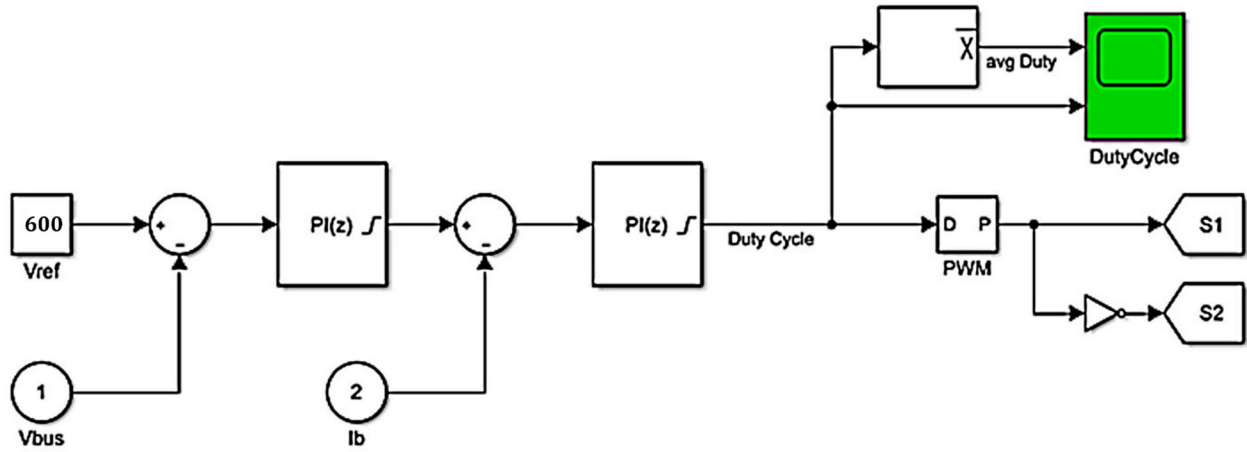 X
avg Duty
DutyCycle
600
Vref
+
-
PI(z)
+
-
PI(z)
Duty Cycle
D P
PWM
S1
S2
1
Vbus
2
Ib